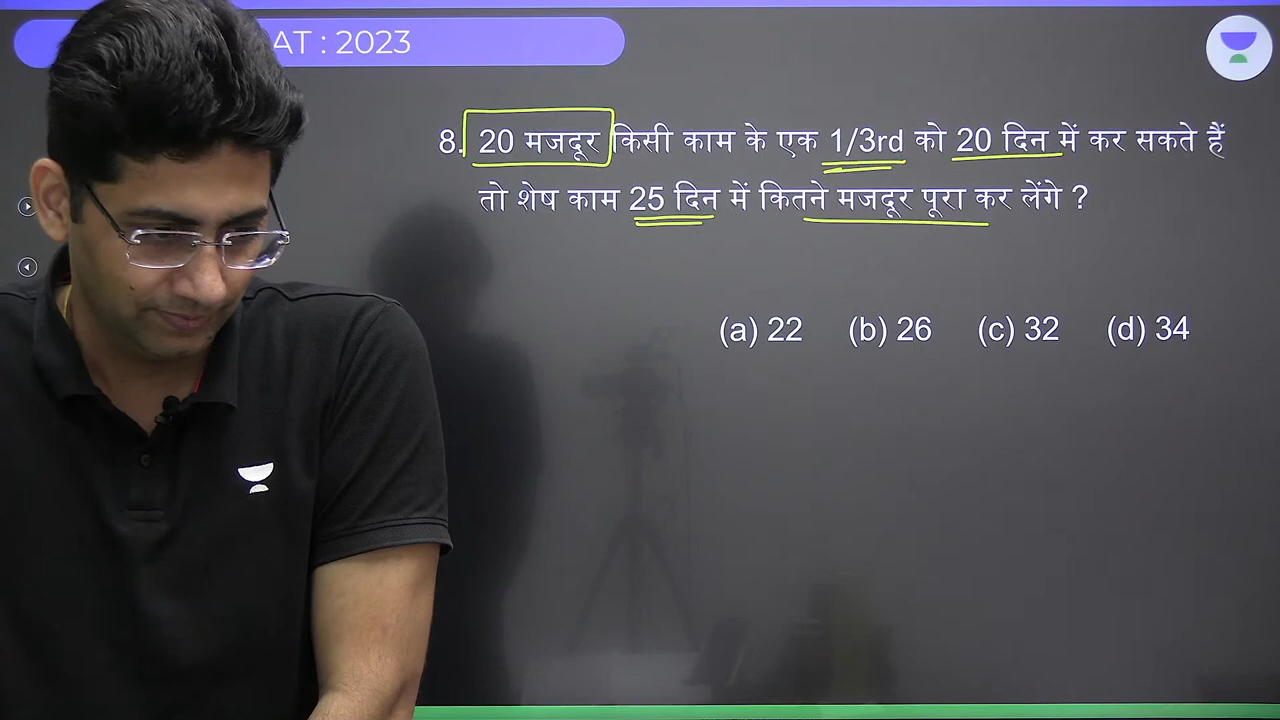 AT : 2023
8. 20 मजदूर किसी काम के एक 1/3rd को 20 दिन में कर सकते हैं
तो शेष काम 25 दिन में कितने मजदूर पूरा कर लेंगे ?
(a) 22 (b) 26 (c) 32 (d) 34